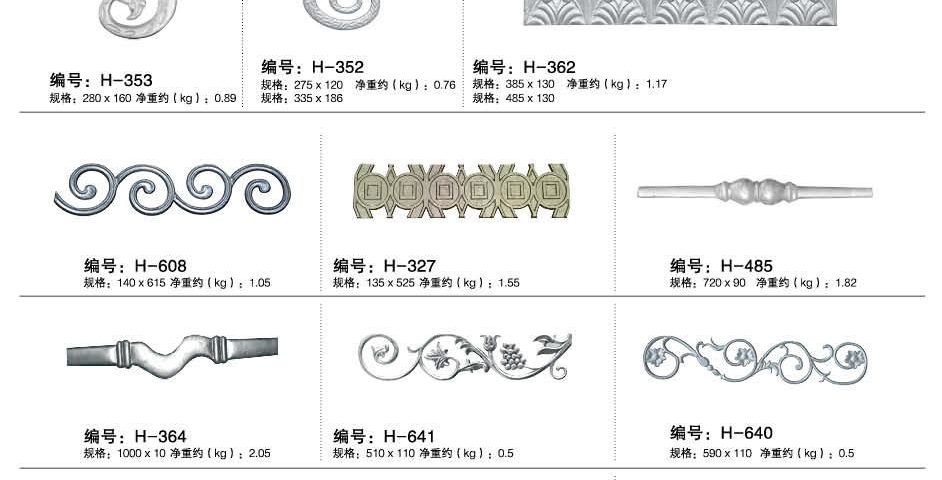 编号：H-353
规格：280 x 160 净重约（kg）：0.89
编号：H-352
规格：275 x 120 净重约（kg）：0.76
规格：335 x 186
编号：H-362
规格：385 x 130 净重约（kg）：1.17
规格：485 x 130
编号：H-608
规格：140 x 615 净重约（kg）：1.05
编号：H-327
规格：135 x 525 净重约（kg）：1.55
编号：H-485
规格：720 x 90 净重约（kg）：1.82
编号：H-364
规格：1000 x 10 净重约（kg）：2.05
编号：H-641
规格：510 x 110 净重约（kg）：0.5
编号：H-640
规格：590 x 110 净重约（kg）：0.5